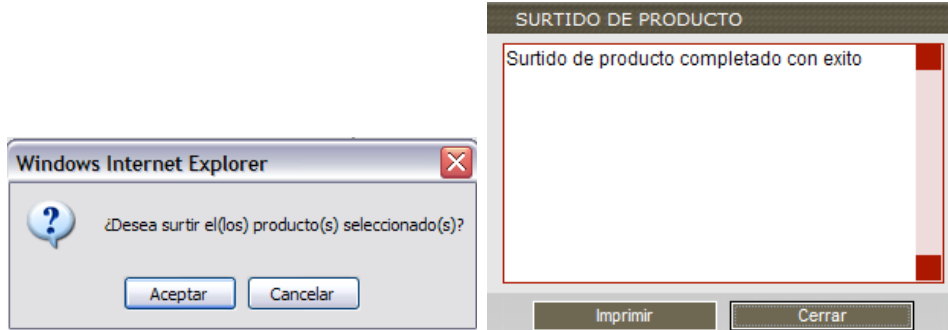 Windows Internet Explorer
¿Desea surtir el(los) producto(s) seleccionado(s)?
Aceptar Cancelar
SURTIDO DE PRODUCTO
Surtido de producto completado con exito
Imprimir Cerrar